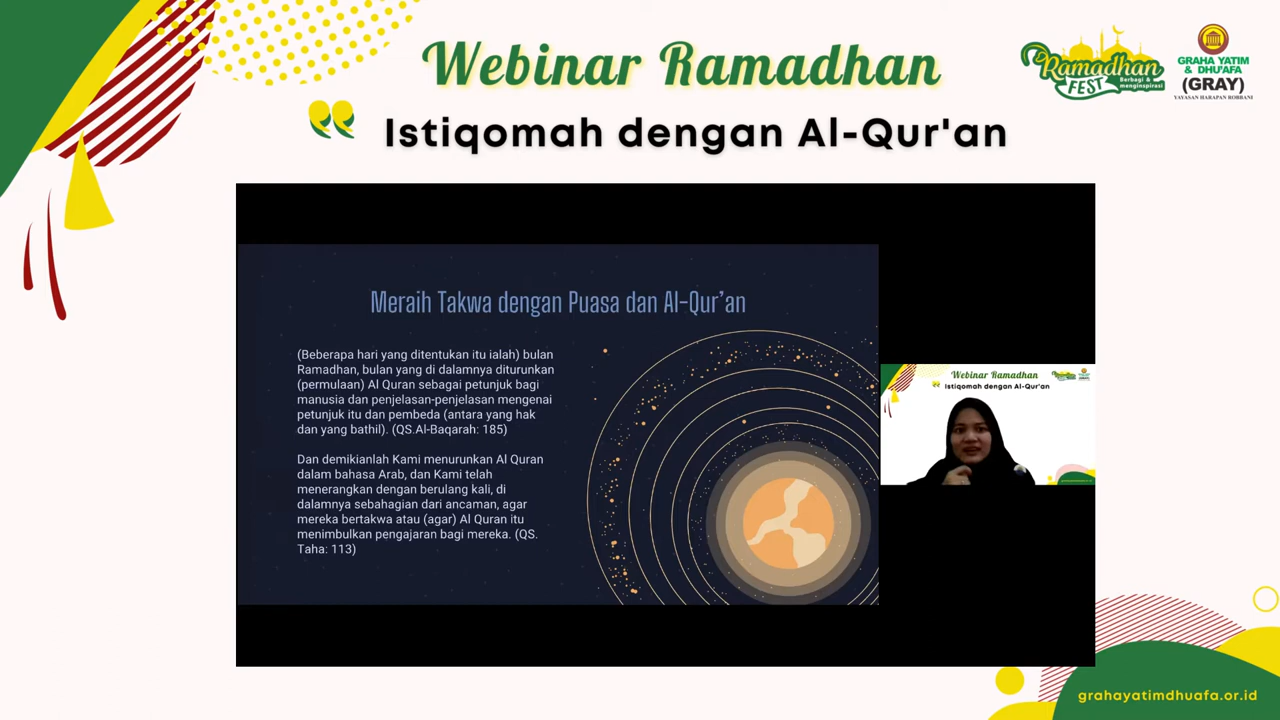 Webinar Ramadhan
Istiqomah dengan Al-Qur'an
Ramadhan
FEST
Berbagi &
menginspirasi
GRAHA YATIM
& DHU'AFA
(GRAY)
YAYASAN HARAPAN ROBBANI
Meraih Takwa dengan Puasa dan Al-Qur'an
(Beberapa hari yang ditentukan itu ialah) bulan
Ramadhan, bulan yang di dalamnya diturunkan
(permulaan) Al Quran sebagai petunjuk bagi
manusia dan penjelasan-penjelasan mengenai
petunjuk itu dan pembeda (antara yang hak
dan yang bathil). (QS.Al-Baqarah: 185)
Dan demikianlah Kami menurunkan Al Quran
dalam bahasa Arab, dan Kami telah
menerangkan dengan berulang kali, di
dalamnya sebahagian dari ancaman, agar
mereka bertakwa atau (agar) Al Quran itu
menimbulkan pengajaran bagi mereka. (QS.
Taha: 113)
Webinar Ramadhan
Istiqomah dengan Al-Qur'an
grahayatimdhuafa.or.id